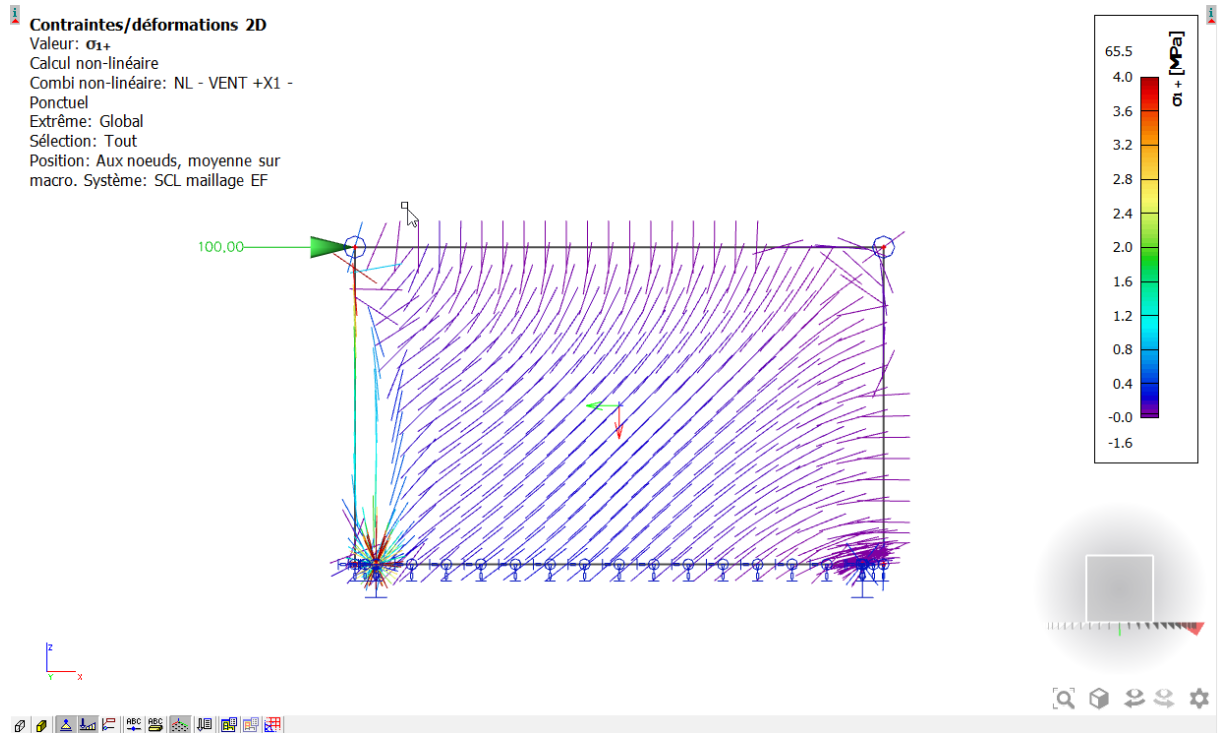 Contraintes/déformations 2D
Valeur: σ1+
Calcul non-linéaire
Combi non-linéaire: NL - VENT +X1 -
Ponctuel
Extrême: Global
Sélection: Tout
Position: Aux noeuds, moyenne sur
macro. Système: SCL maillage EF
100,00
65.5
4.0
3.6
3.2
2.8
2.4
2.0
1.6
1.2
0.8
0.4
-0.0
-1.6
σ1+ [MPa]
z
Y
X
ABC
ABC